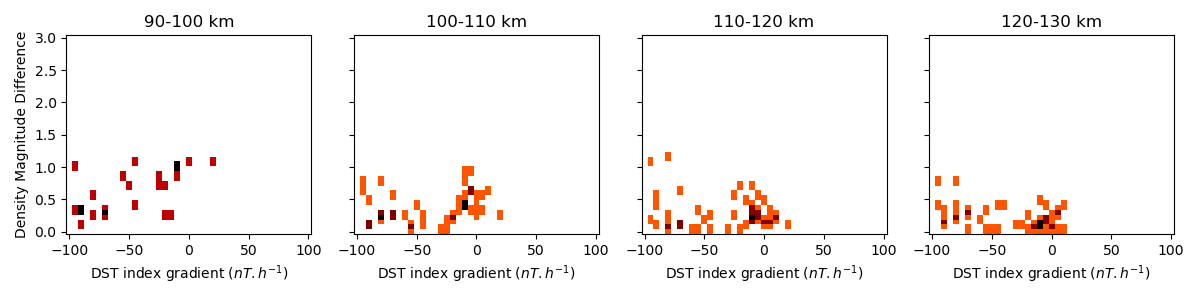 90-100 km 100-110 km 110-120 km 120-130 km
Density Magnitude Difference
3.0
2.5
2.0
1.5
1.0
0.5
0.0
−100 −50 0 50 100 −100 −50 0 50 100 −100 −50 0 50 100 −100 −50 0 50 100
DST index gradient (nT.h⁻¹) DST index gradient (nT.h⁻¹) DST index gradient (nT.h⁻¹) DST index gradient (nT.h⁻¹)